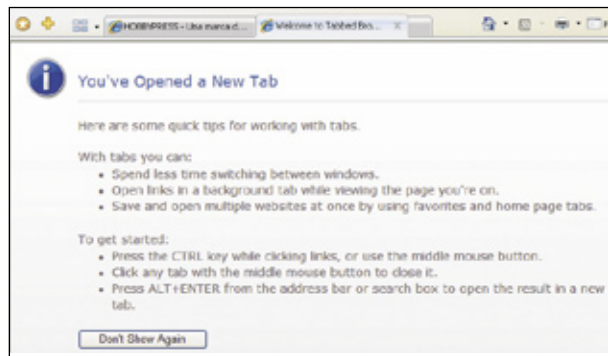 HOBBYPRESS - Una marca d...
Welcome to Tabbed Bro...
You've Opened a New Tab
Here are some quick tips for working with tabs.
With tabs you can:
• Spend less time switching between windows.
• Open links in a background tab while viewing the page you're on.
• Save and open multiple websites at once by using favorites and home page tabs.
To get started:
• Press the CTRL key while clicking links, or use the middle mouse button.
• Click any tab with the middle mouse button to close it.
• Press ALT+ENTER from the address bar or search box to open the result in a new
tab.
Don't Show Again